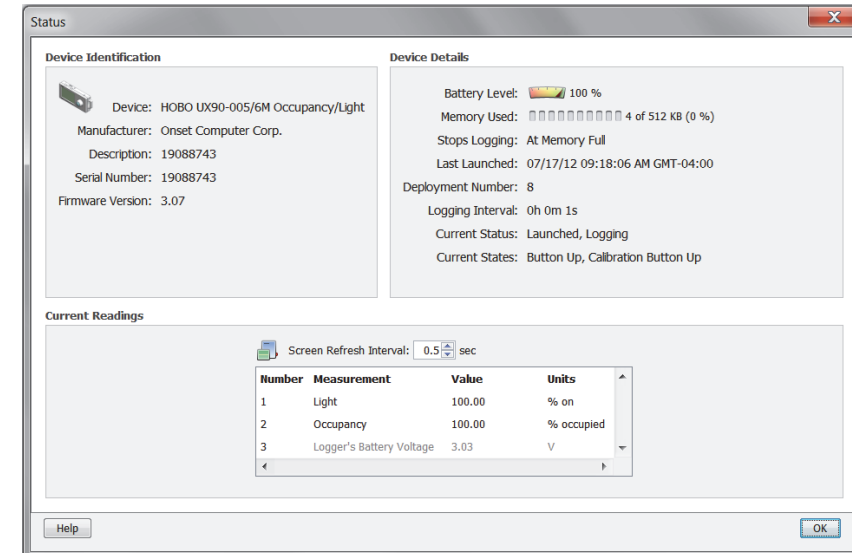 Status
X
Device Identification
Device: HOBO UX90-005/6M Occupancy/Light
Manufacturer: Onset Computer Corp.
Description: 19088743
Serial Number: 19088743
Firmware Version: 3.07
Device Details
Battery Level: 100 %
Memory Used: 4 of 512 KB (0 %)
Stops Logging: At Memory Full
Last Launched: 07/17/12 09:18:06 AM GMT-04:00
Deployment Number: 8
Logging Interval: 0h 0m 1s
Current Status: Launched, Logging
Current States: Button Up, Calibration Button Up
Current Readings
Screen Refresh Interval: 0.5 sec
Number Measurement Value Units
1 Light 100.00 % on
2 Occupancy 100.00 % occupied
3 Logger's Battery Voltage 3.03 V
Help OK